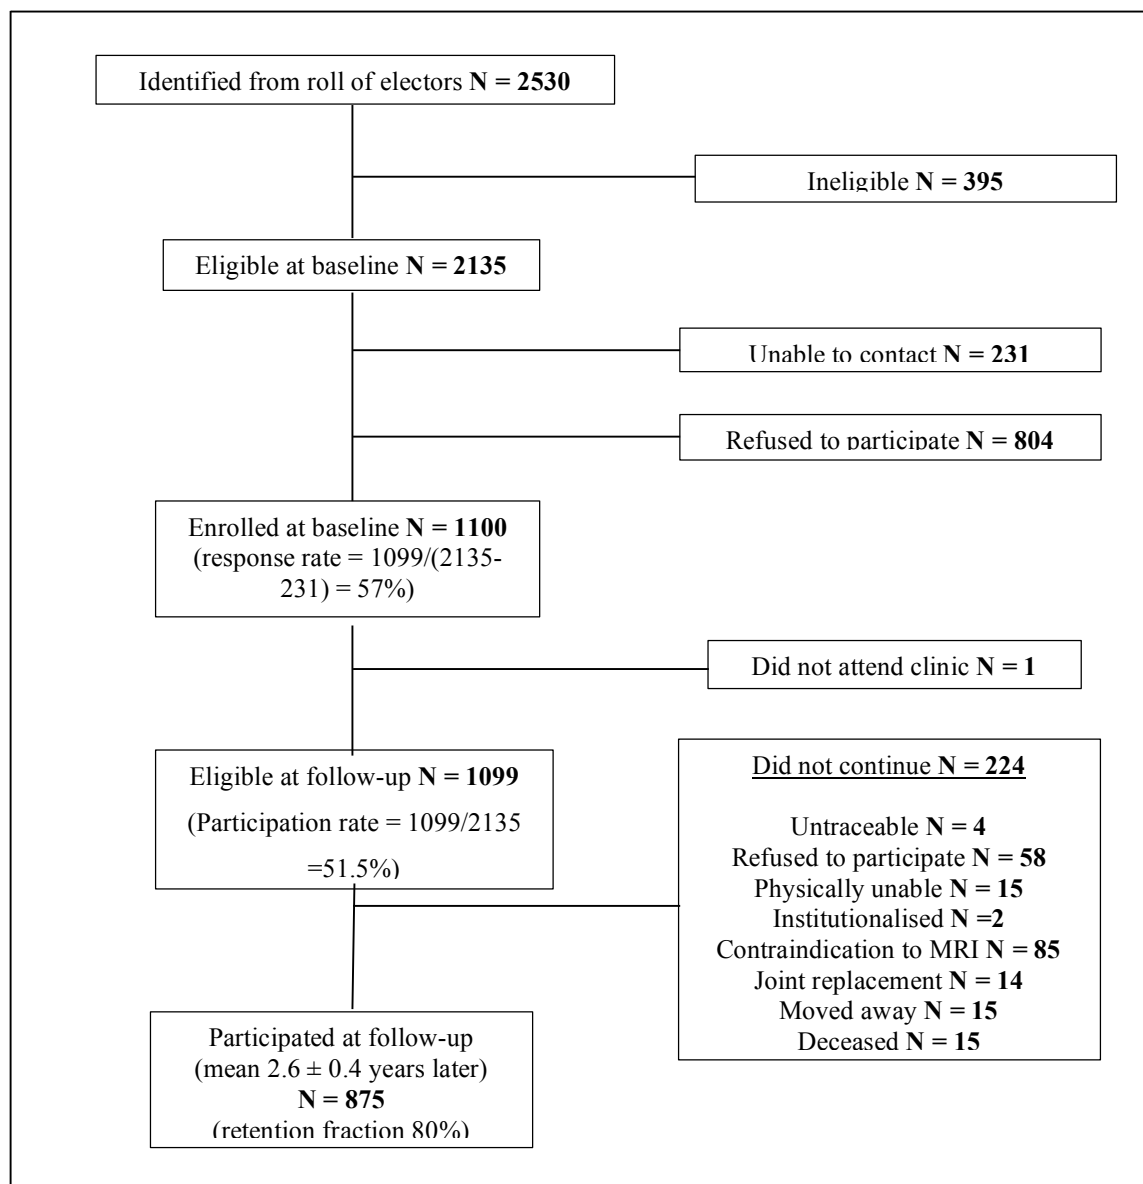 Identified from roll of electors N = 2530
Ineligible N = 395
Eligible at baseline N = 2135
Unable to contact N = 231
Refused to participate N = 804
Enrolled at baseline N = 1100
(response rate = 1099/(2135-
231) = 57%)
Did not attend clinic N = 1
Eligible at follow-up N = 1099
(Participation rate = 1099/2135
=51.5%)
Did not continue N = 224
Untraceable N = 4
Refused to participate N = 58
Physically unable N = 15
Institutionalised N =2
Contraindication to MRI N = 85
Joint replacement N = 14
Moved away N = 15
Deceased N = 15
Participated at follow-up
(mean 2.6 ± 0.4 years later)
N = 875
(retention fraction 80%)